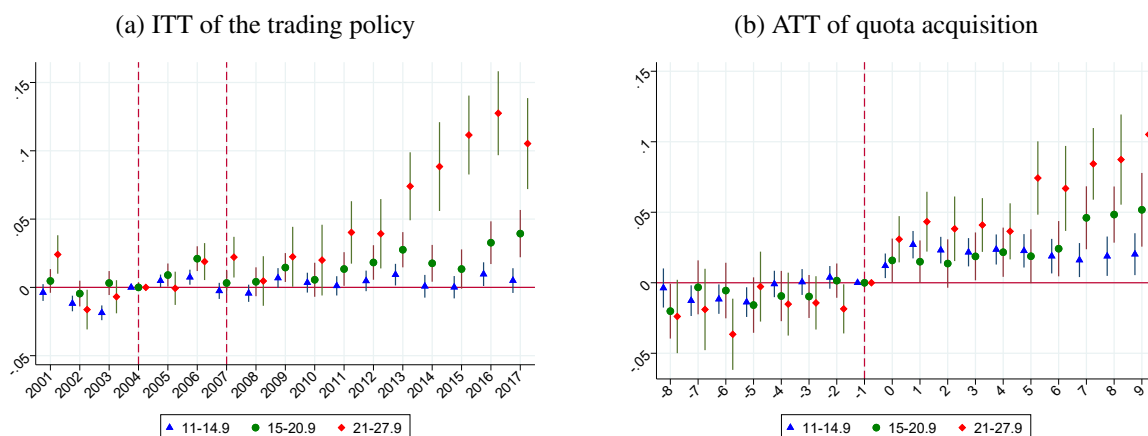 (a) ITT of the trading policy
.15
.1
.05
0
-.05
2001 2002 2003 2004 2005 2006 2007 2008 2009 2010 2011 2012 2013 2014 2015 2016 2017
11-14.9 15-20.9 21-27.9
(b) ATT of quota acquisition
.15
.1
.05
0
-.05
-8 -7 -6 -5 -4 -3 -2 -1 0 1 2 3 4 5 6 7 8 9
11-14.9 15-20.9 21-27.9